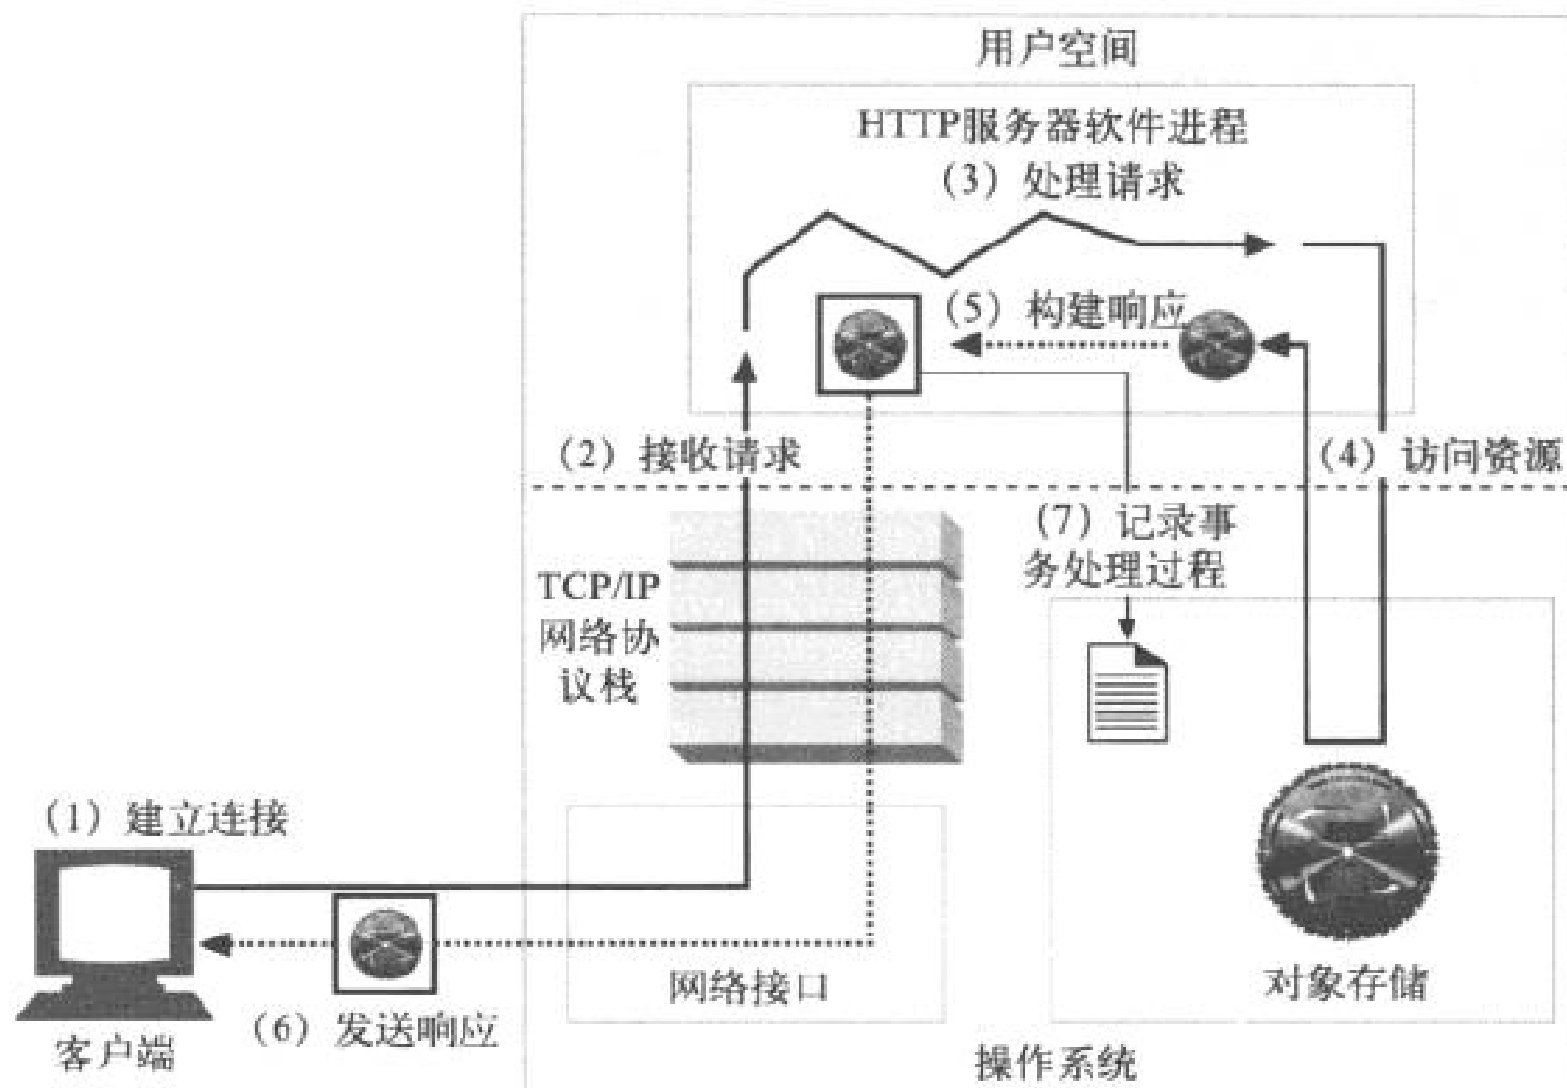 用户空间
HTTP服务器软件进程
（3）处理请求
（5）构建响应
（2）接收请求
（4）访问资源
（7）记录事
务处理过程
TCP/IP
网络协
议栈
（1）建立连接
网络接口
对象存储
（6）发送响应
客户端
操作系统